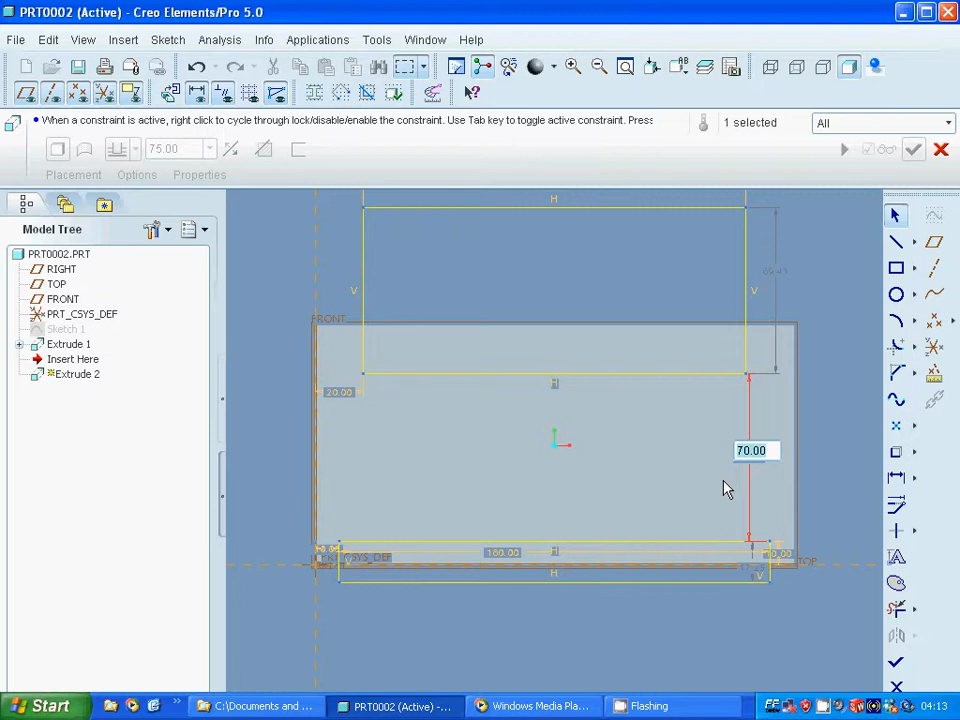 PRT0002 (Active) - Creo Elements/Pro 5.0
File Edit View Insert Sketch Analysis Info Applications Tools Window Help
When a constraint is active, right click to cycle through lock/disable/enable the constraint. Use Tab key to toggle active constraint. Press
1 selected
All
75.00
Placement Options Properties
Model Tree
PRT0002.PRT
RIGHT
TOP
FRONT
PRT_CSYS_DEF
Sketch 1
Extrude 1
Insert Here
Extrude 2
H
V
V
FRONT
H
20.00
70.00
180.00
H
CSYS_DEF
TOP
V
H
V
Start
C:\Documents and ...
PRT0002 (Active) -...
Windows Media Pla...
Flashing
04:13